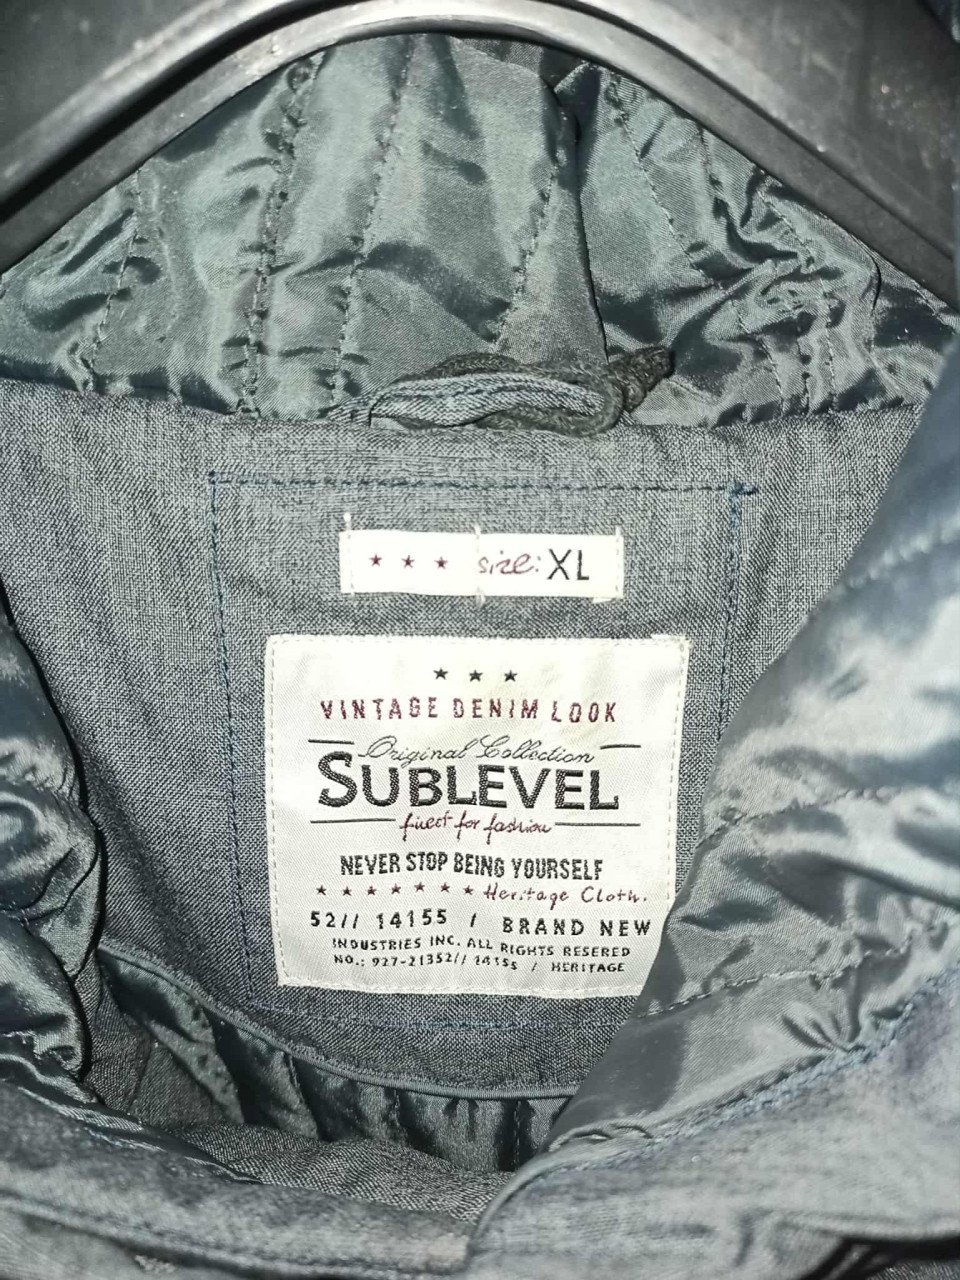 ★ ★ ★ size: XL
★ ★ ★
VINTAGE DENIM LOOK
Original Collection
SUBLEVEL
finest for fashion
NEVER STOP BEING YOURSELF
★ ★ ★ ★ ★ ★ ★ Heritage Cloth.
52// 14155 / BRAND NEW
INDUSTRIES INC. ALL RIGHTS RESERED
NO.: 927-21352// 14155 / HERITAGE